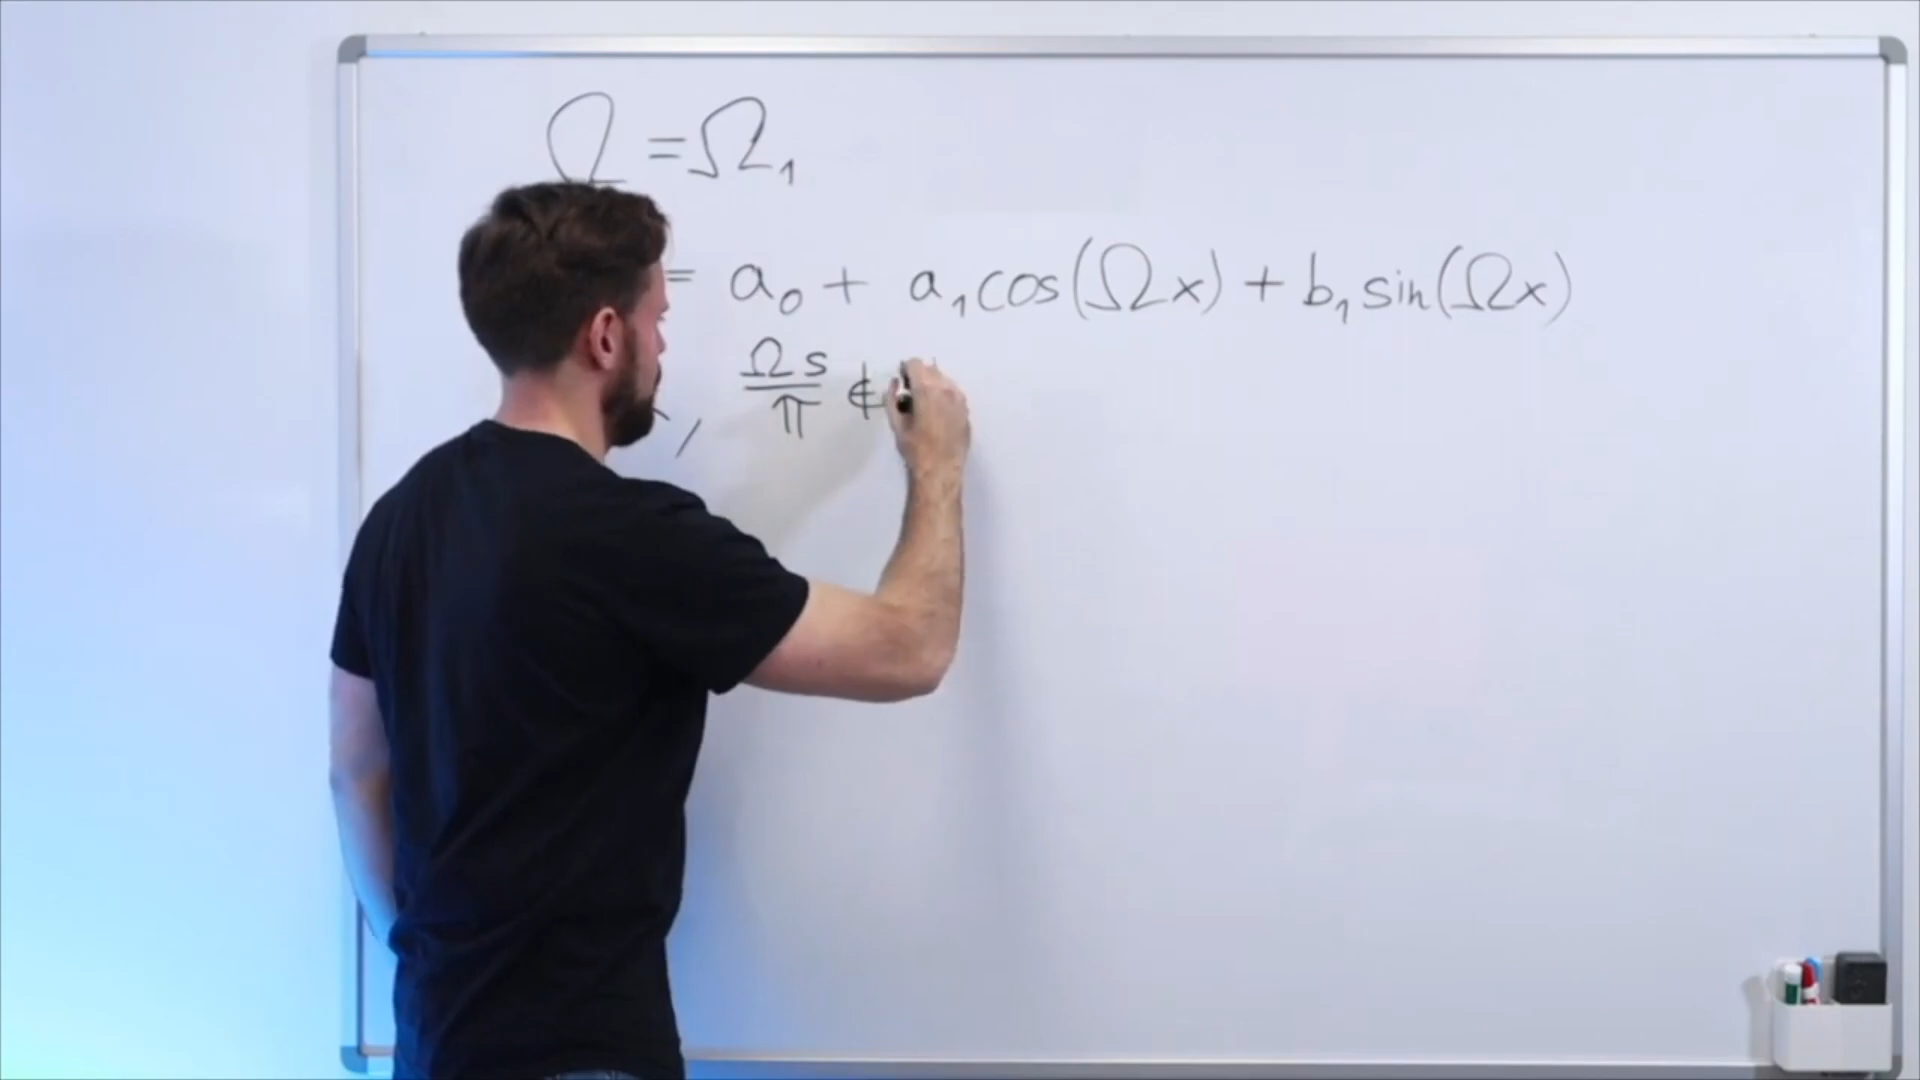 Ω = Ω₁
= a₀ + a₁cos(Ωx) + b₁sin(Ωx)
, Ωs/π ∉